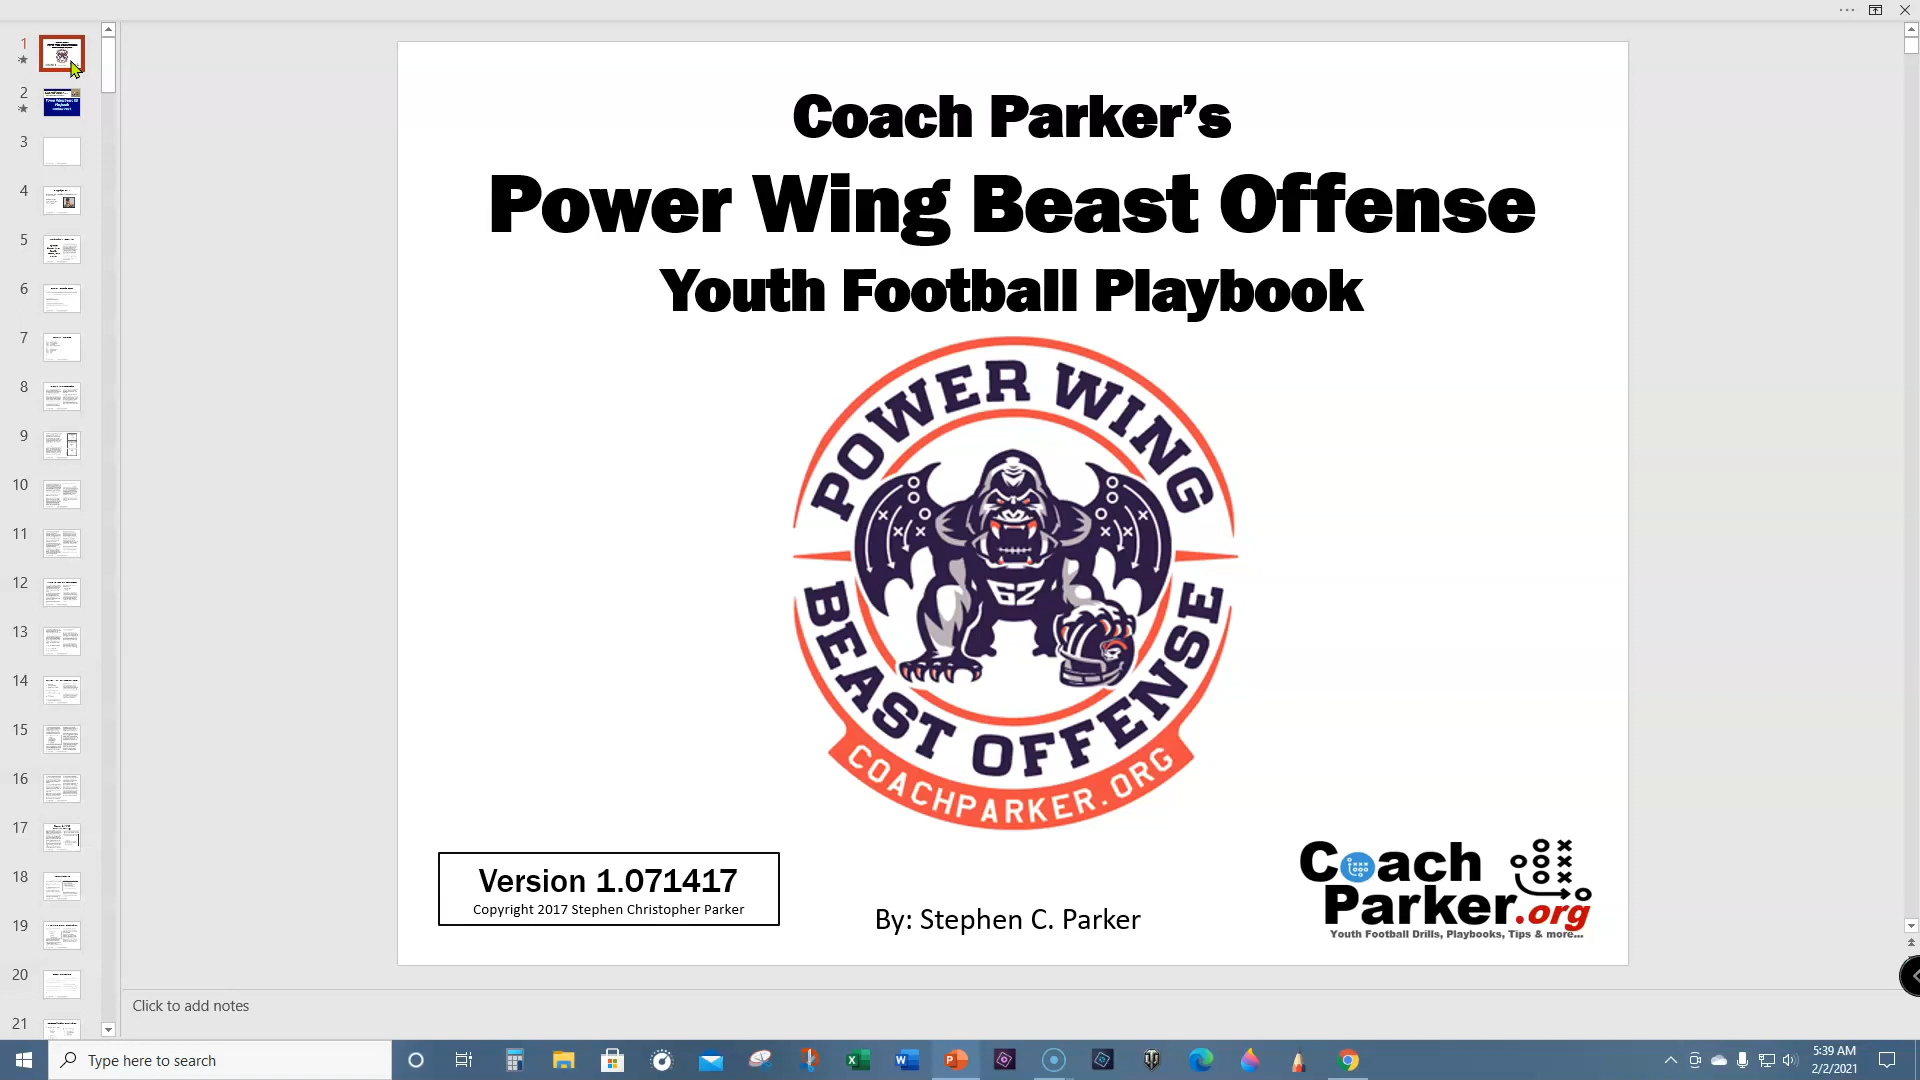 Coach Parker’s
Power Wing Beast Offense
Youth Football Playbook
POWER WING
62
BEAST OFFENSE
COACHPARKER.ORG
Version 1.071417
Copyright 2017 Stephen Christopher Parker
By: Stephen C. Parker
Coach
Parker.org
Youth Football Drills, Playbooks, Tips & more...
1
2
3
4
5
6
7
8
9
10
11
12
13
14
15
16
17
18
19
20
21
Click to add notes
Type here to search
5:39 AM
2/2/2021